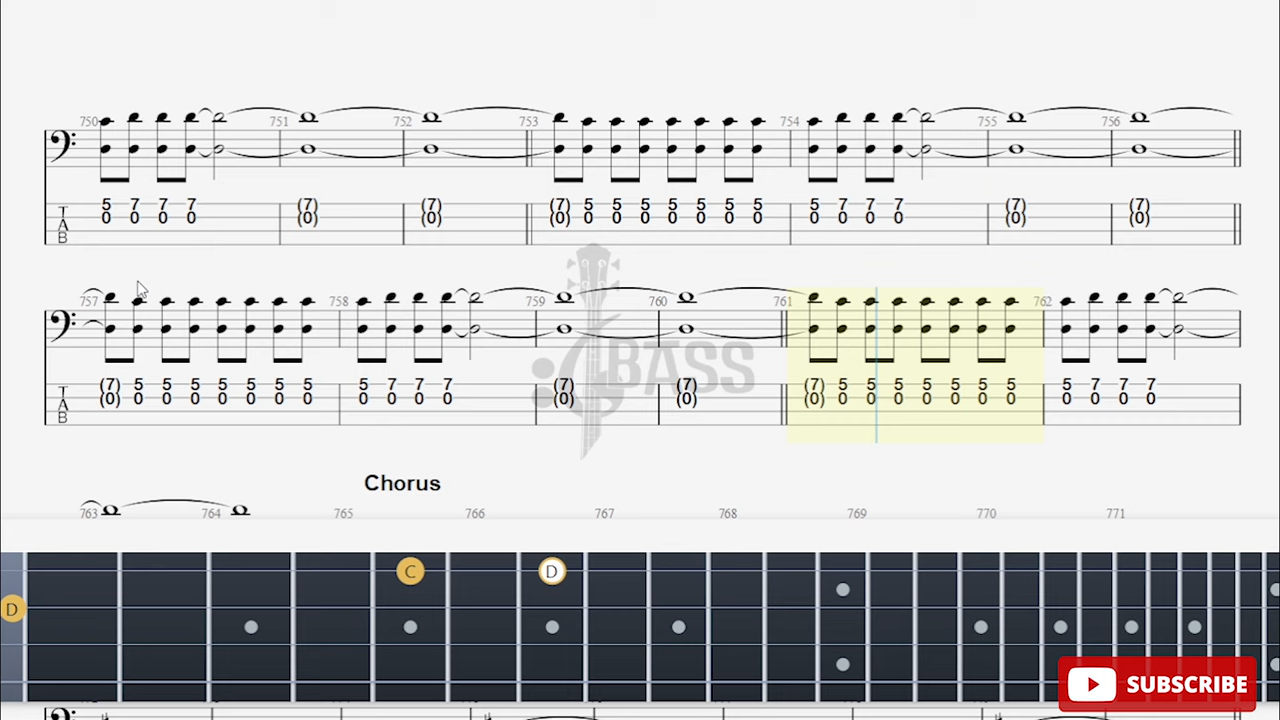 750 751 752 753 754 755 756
T 5 7 7 7 (7) (7) (7) 5 5 5 5 5 5 5 5 7 7 7 (7) (7)
A 0 0 0 0 (0) (0) (0) 0 0 0 0 0 0 0 0 0 0 0 (0) (0)
B
757 758 759 760 761 762
T (7) 5 5 5 5 5 5 5 5 7 7 7 (7) (7) (7) 5 5 5 5 5 5 5 5 7 7 7
A (0) 0 0 0 0 0 0 0 0 0 0 0 (0) (0) (0) 0 0 0 0 0 0 0 0 0 0 0
B
BASS
Chorus
763 764 765 766 767 768 769 770 771
C D
D
SUBSCRIBE